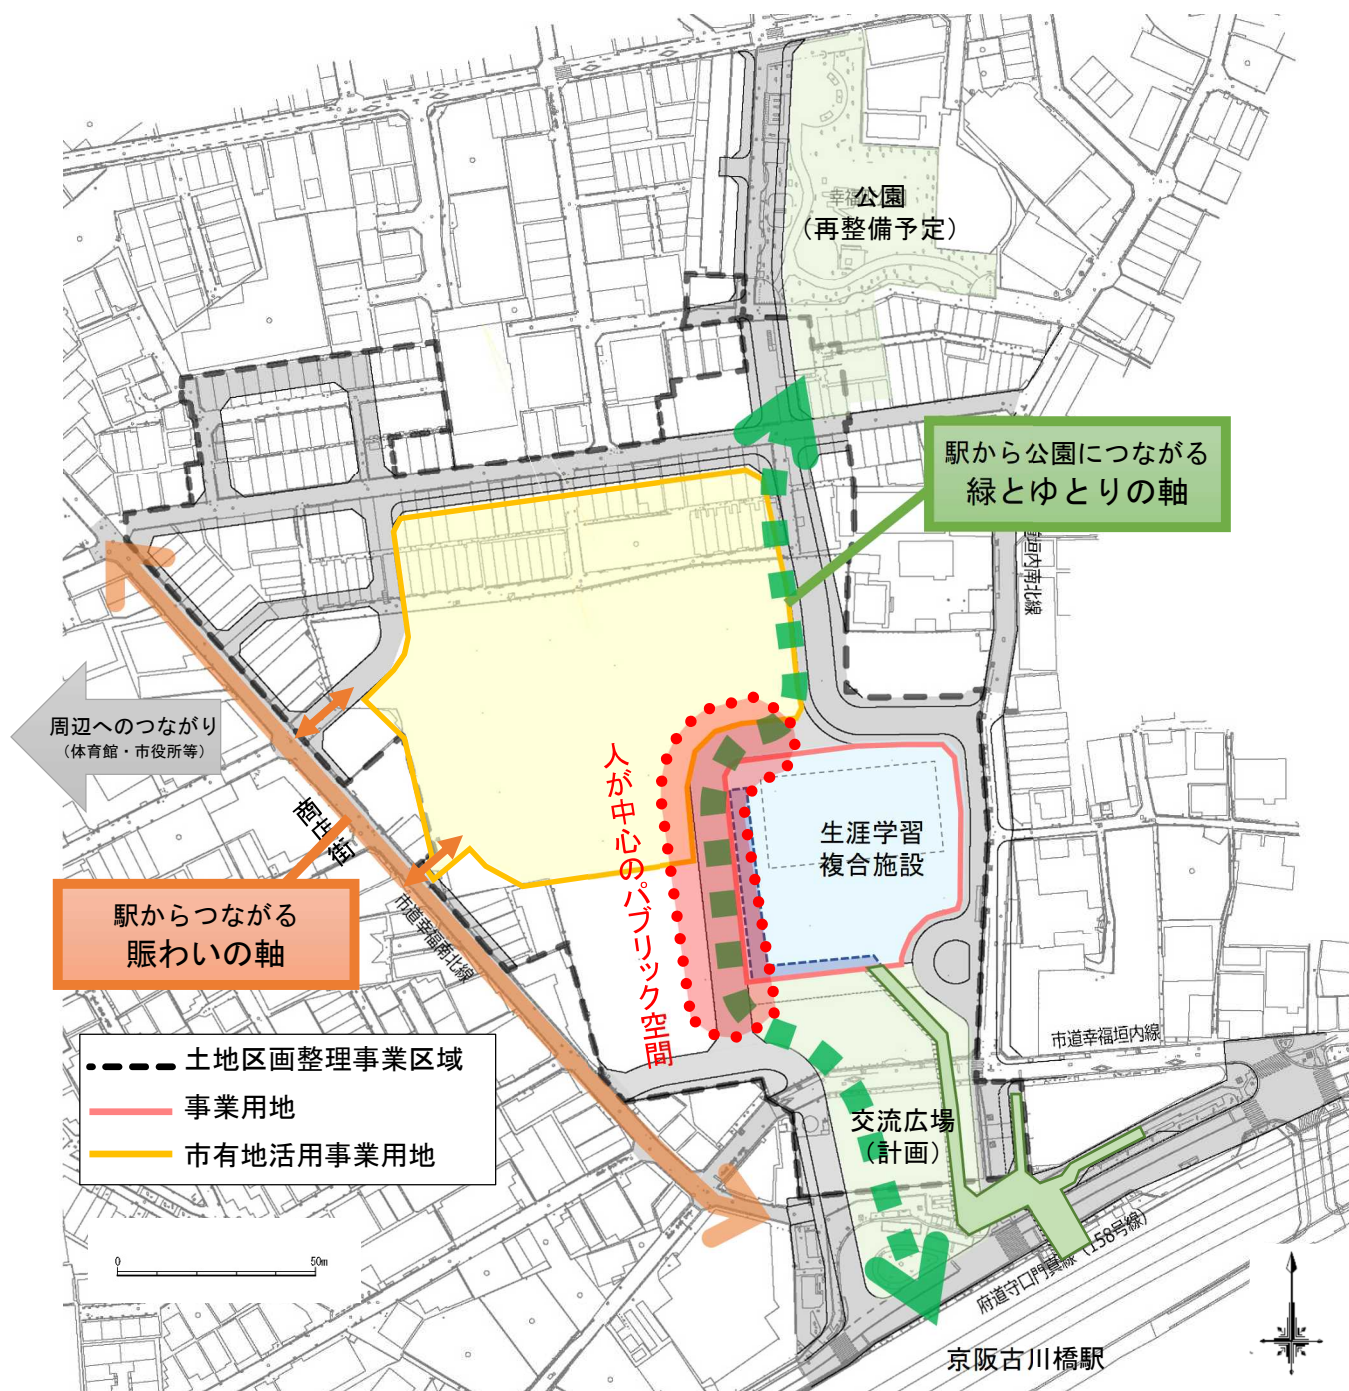 公園
（再整備予定）
駅から公園につながる
緑とゆとりの軸
垣内南北線
周辺へのつながり
（体育館・市役所等）
商店街
人が中心のパブリック空間
生涯学習
複合施設
駅からつながる
賑わいの軸
市道幸福南北線
土地区画整理事業区域
事業用地
市有地活用事業用地
市道幸福垣内線
交流広場
（計画）
府道守口門真線（158号線）
京阪古川橋駅
0
50m